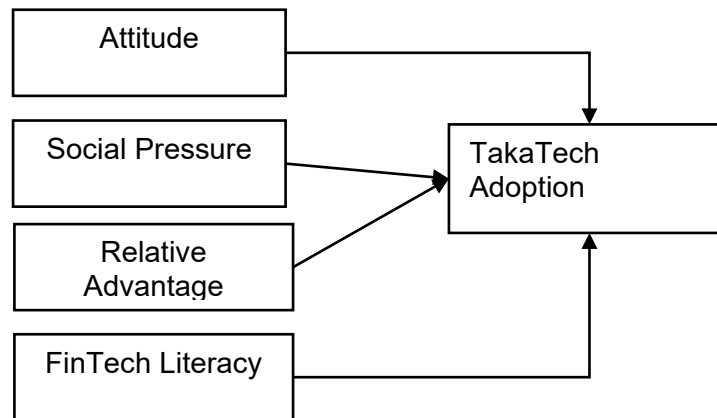 Attitude
Social Pressure
TakaTech
Adoption
Relative
Advantage
FinTech Literacy